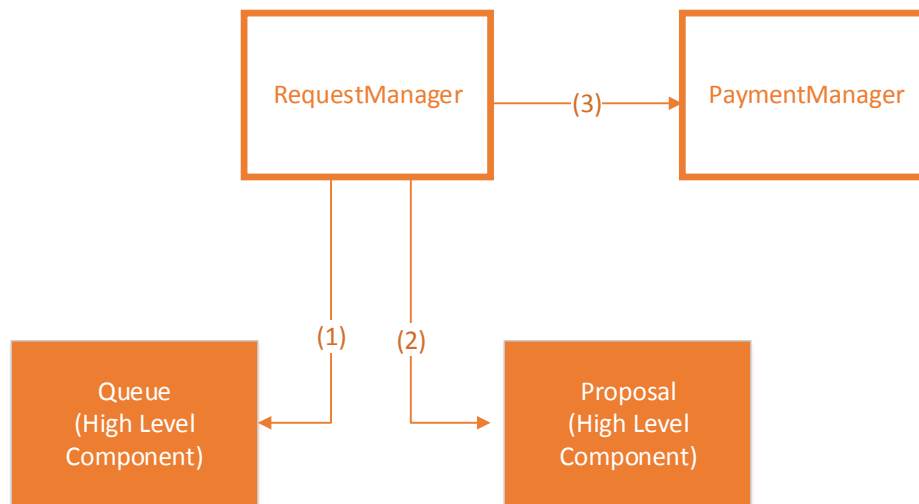 RequestManager
(3)
PaymentManager
(1)
(2)
Queue
(High Level
Component)
Proposal
(High Level
Component)